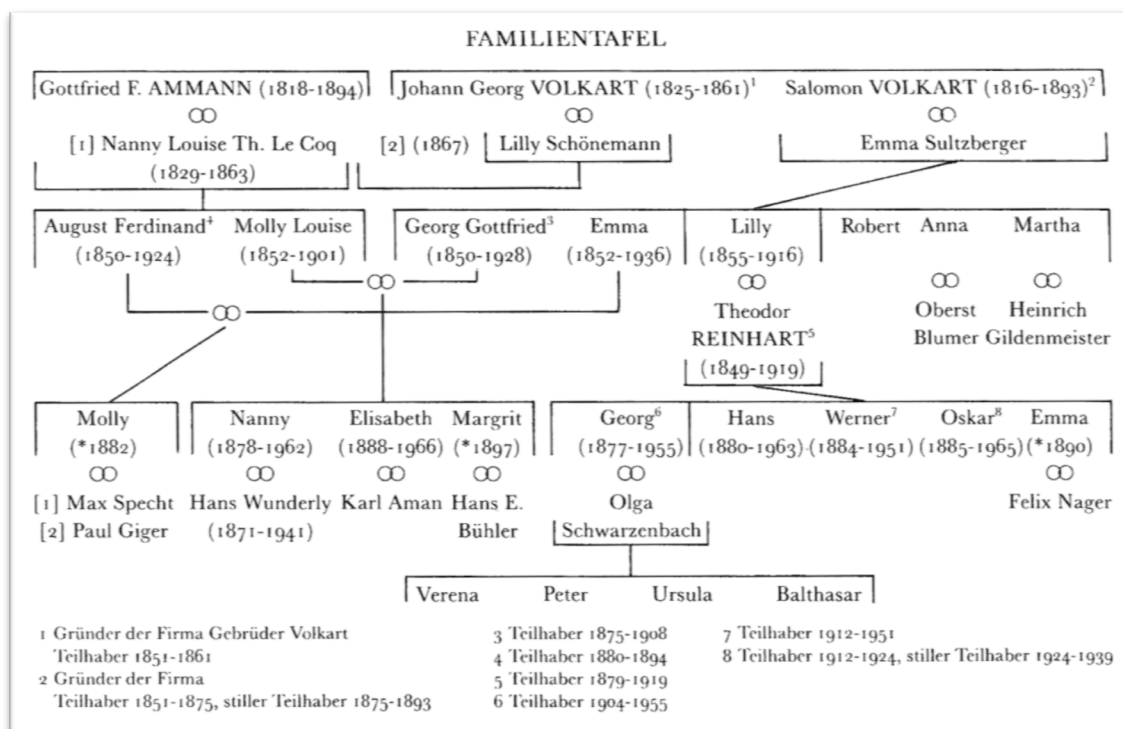 FAMILIENTAFEL
Gottfried F. AMMANN (1818-1894) Johann Georg VOLKART (1825-1861)¹ Salomon VOLKART (1816-1893)²
[1] Nanny Louise Th. Le Coq [2] (1867) Lilly Schönemann Emma Sultzberger
(1829-1863)
August Ferdinand⁴ Molly Louise Georg Gottfried³ Emma Lilly Robert Anna Martha
(1850-1924) (1852-1901) (1850-1928) (1852-1936) (1855-1916)
Theodor Oberst Heinrich
REINHART⁵ Blumer Gildenmeister
(1849-1919)
Molly Nanny Elisabeth Margrit Georg⁶ Hans Werner⁷ Oskar⁸ Emma
(*1882) (1878-1962) (1888-1966) (*1897) (1877-1955) (1880-1963) (1884-1951) (1885-1965) (*1890)
[1] Max Specht Hans Wunderly Karl Aman Hans E. Olga Felix Nager
[2] Paul Giger (1871-1941) Bühler Schwarzenbach
Verena Peter Ursula Balthasar
1 Gründer der Firma Gebrüder Volkart
Teilhaber 1851-1861
2 Gründer der Firma
Teilhaber 1851-1875, stiller Teilhaber 1875-1893
3 Teilhaber 1875-1908
4 Teilhaber 1880-1894
5 Teilhaber 1879-1919
6 Teilhaber 1904-1955
7 Teilhaber 1912-1951
8 Teilhaber 1912-1924, stiller Teilhaber 1924-1939